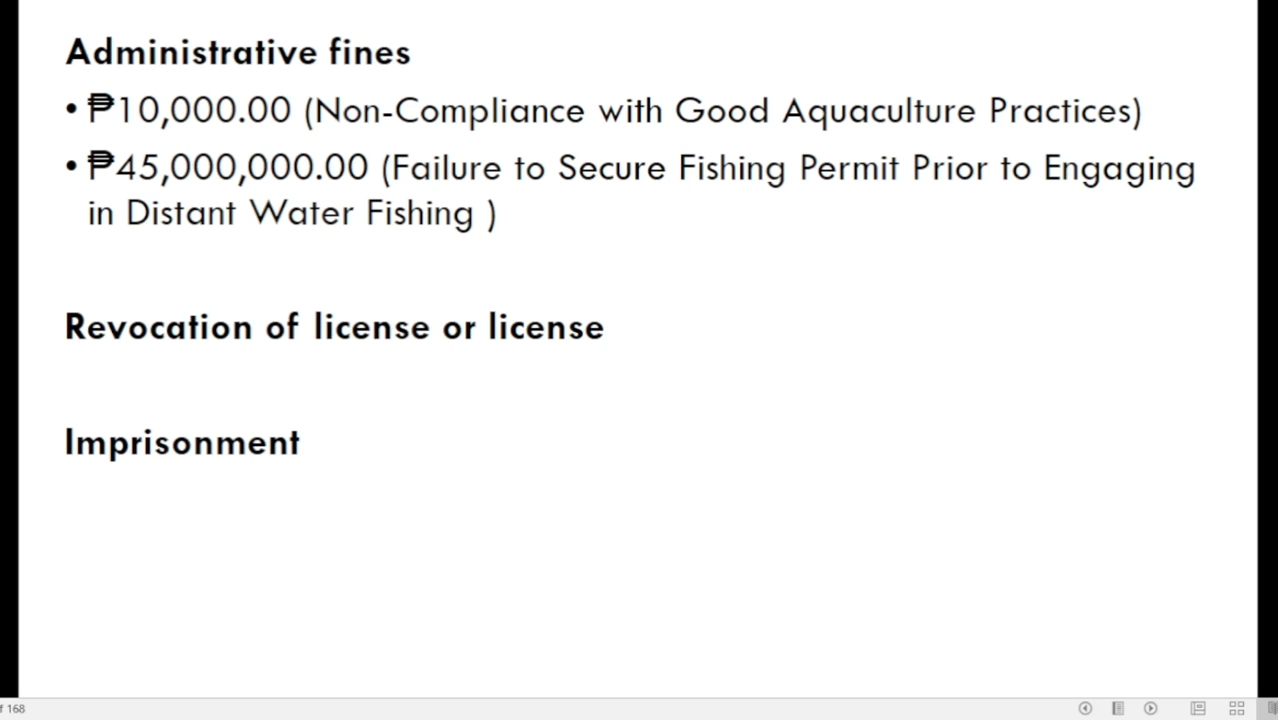 Administrative fines
• ₱10,000.00 (Non-Compliance with Good Aquaculture Practices)
• ₱45,000,000.00 (Failure to Secure Fishing Permit Prior to Engaging
in Distant Water Fishing )
Revocation of license or license
Imprisonment
f 168